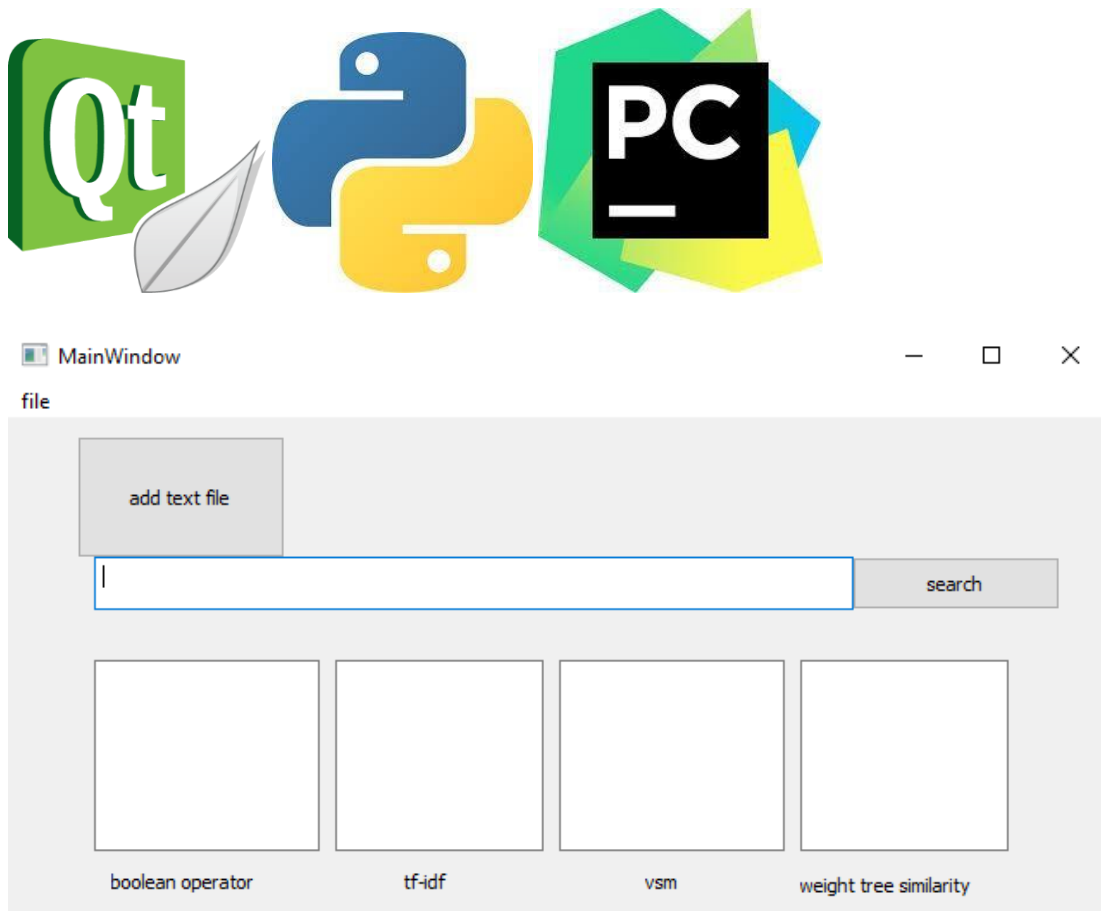 Qt
PC
MainWindow
file
add text file
search
boolean operator
tf-idf
vsm
weight tree similarity